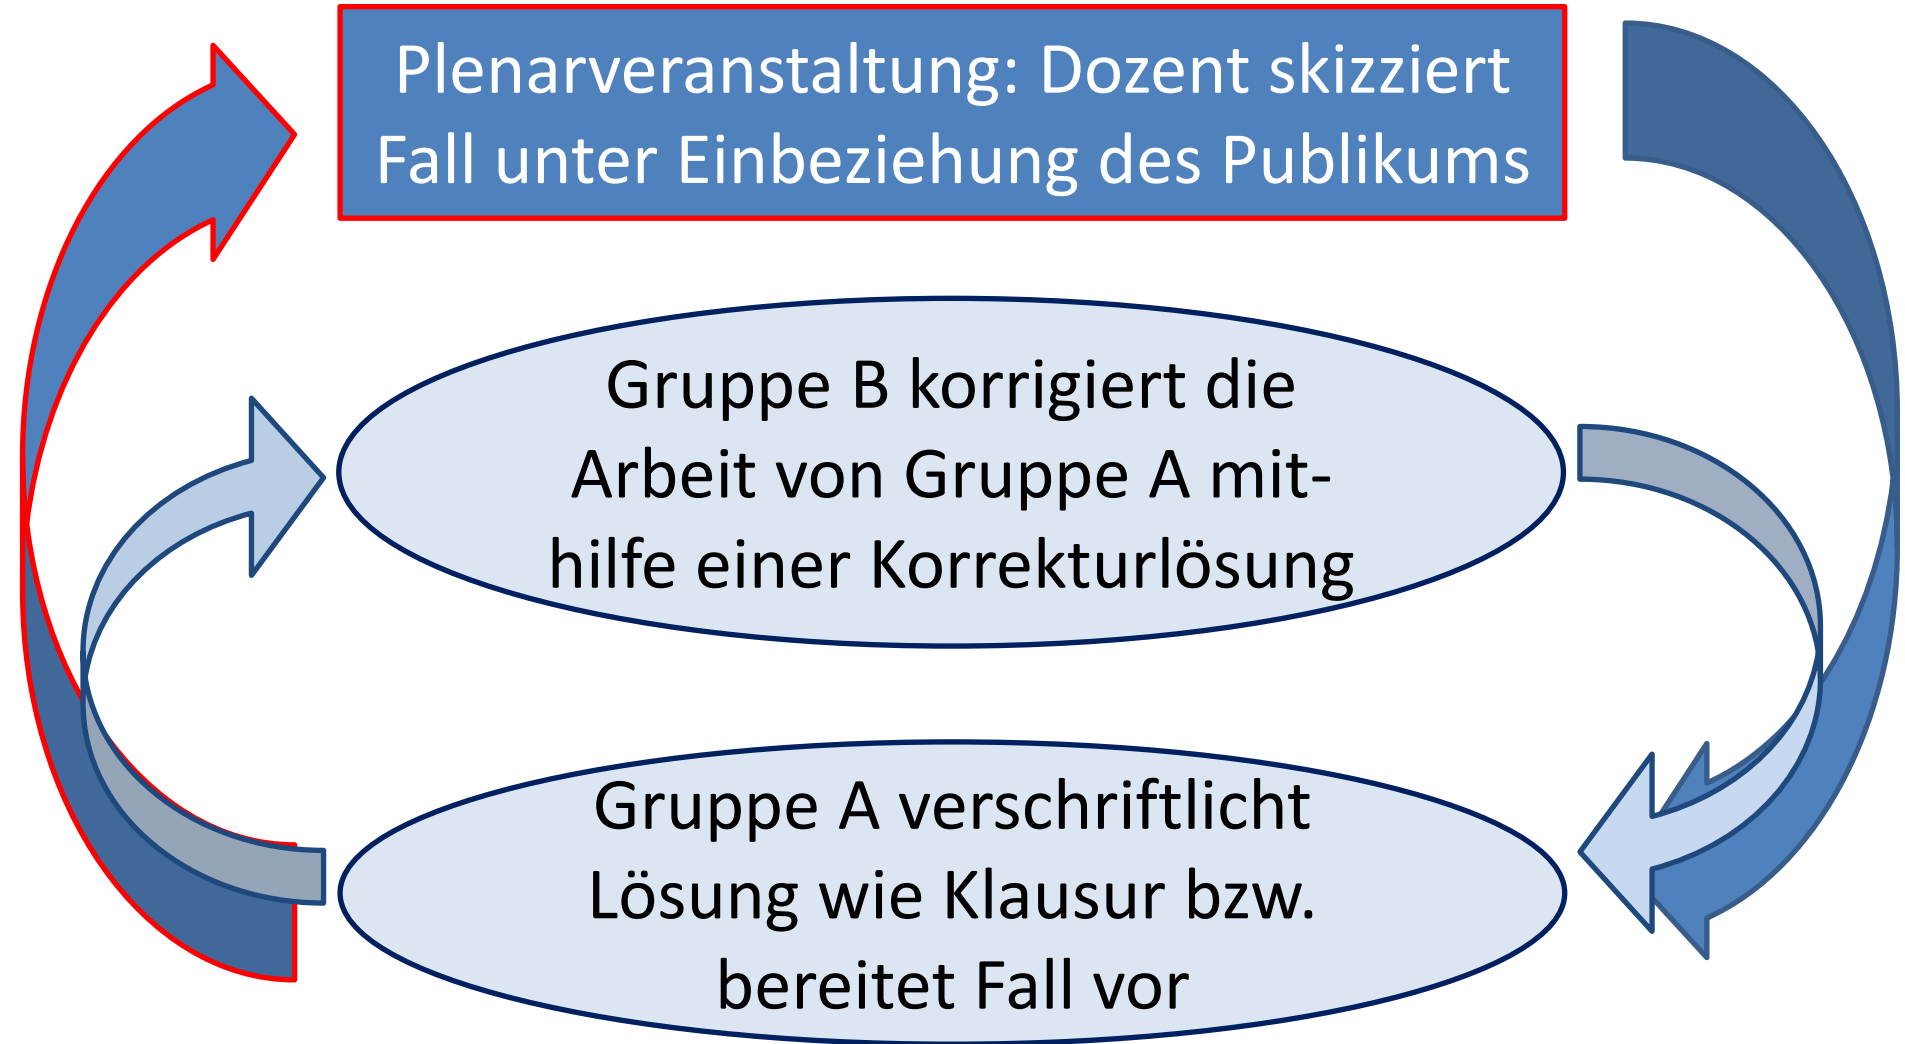 Plenarveranstaltung: Dozent skizziert
Fall unter Einbeziehung des Publikums
Gruppe B korrigiert die
Arbeit von Gruppe A mit-
hilfe einer Korrekturlösung
Gruppe A verschriftlicht
Lösung wie Klausur bzw.
bereitet Fall vor